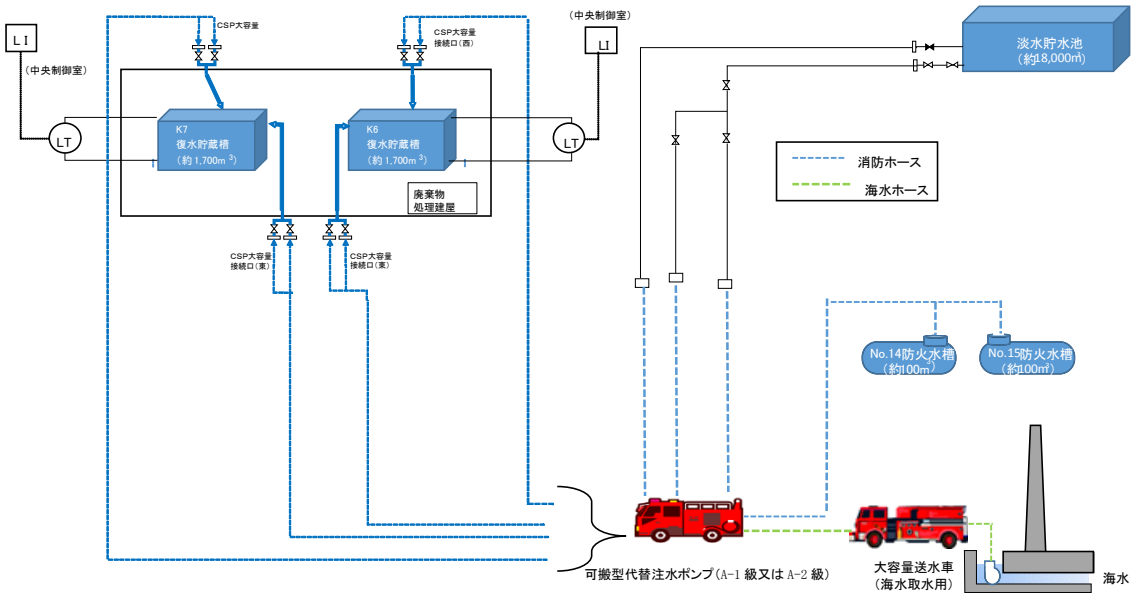 LI
(中央制御室)
LT
CSP大容量
CSP大容量
接続口(西)
(中央制御室)
LI
LT
K7
復水貯蔵槽
(約1,700m3)
K6
復水貯蔵槽
(約1,700m3)
廃棄物
処理建屋
CSP大容量
接続口(東)
CSP大容量
接続口(東)
淡水貯水池
(約18,000m3)
消防ホース
海水ホース
No.14防火水槽
(約100m3)
No.15防火水槽
(約100m3)
可搬型代替注水ポンプ(A-1級又はA-2級)
大容量送水車
(海水取水用)
海水